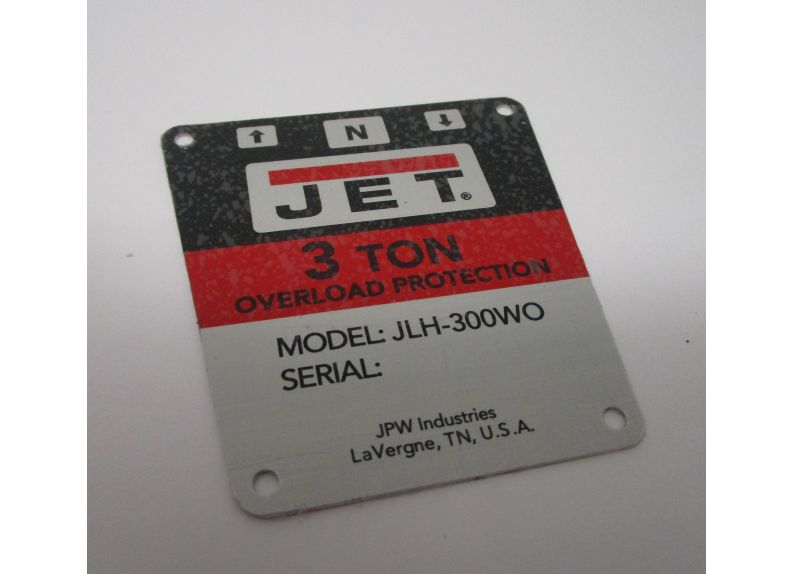 ↑ N ↓
JET®
3 TON
OVERLOAD PROTECTION
MODEL: JLH-300WO
SERIAL:
JPW Industries
LaVergne, TN, U.S.A.